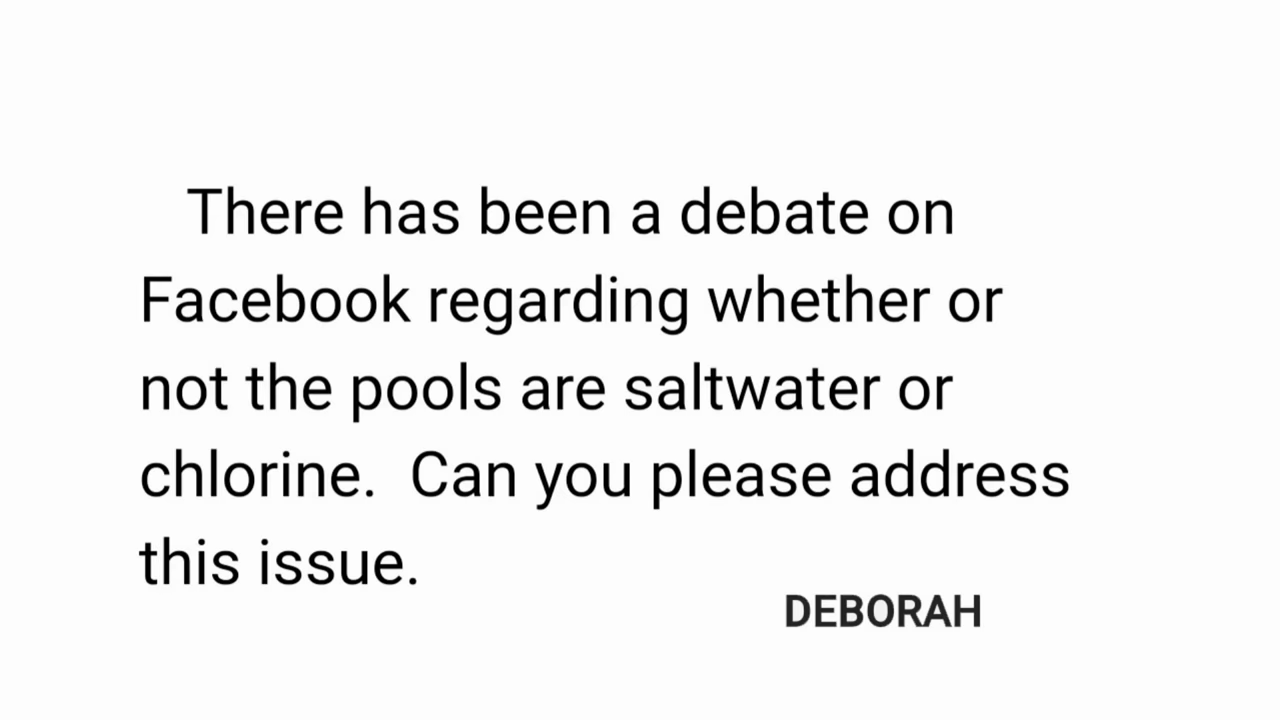 There has been a debate on
Facebook regarding whether or
not the pools are saltwater or
chlorine.  Can you please address
this issue.
DEBORAH